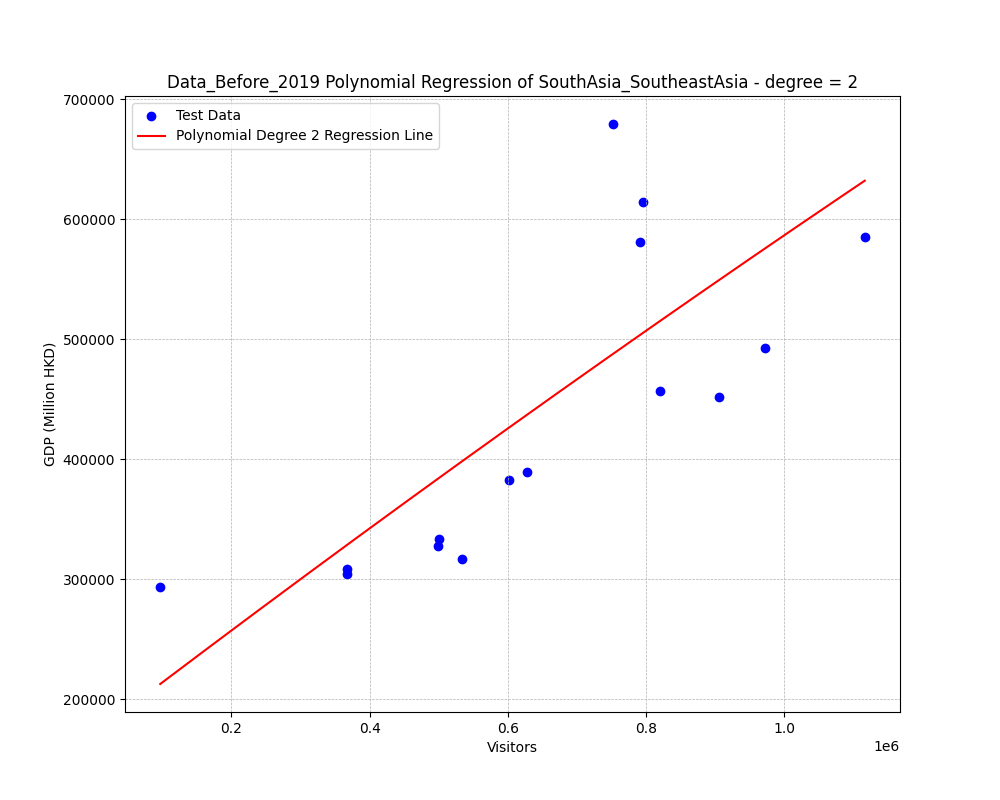 Data_Before_2019 Polynomial Regression of SouthAsia_SoutheastAsia - degree = 2
Test Data
Polynomial Degree 2 Regression Line
700000
600000
500000
400000
300000
200000
GDP (Million HKD)
0.2 0.4 0.6 0.8 1.0
1e6
Visitors